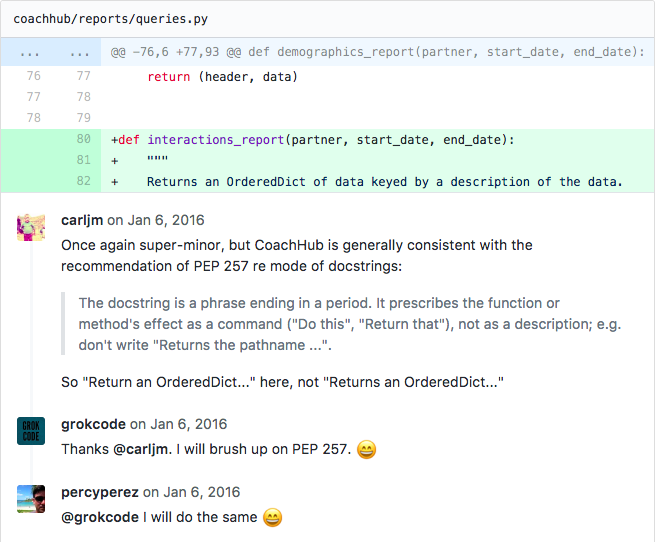 coachhub/reports/queries.py
... ... @@ -76,6 +77,93 @@ def demographics_report(partner, start_date, end_date):
76 77 return (header, data)
77 78
78 79
80 +def interactions_report(partner, start_date, end_date):
81 + """
82 + Returns an OrderedDict of data keyed by a description of the data.
carljm on Jan 6, 2016
Once again super-minor, but CoachHub is generally consistent with the
recommendation of PEP 257 re mode of docstrings:
The docstring is a phrase ending in a period. It prescribes the function or
method's effect as a command ("Do this", "Return that"), not as a description; e.g.
don't write "Returns the pathname ...".
So "Return an OrderedDict..." here, not "Returns an OrderedDict..."
GROK
CODE
grokcode on Jan 6, 2016
Thanks @carljm. I will brush up on PEP 257. 😄
percyperez on Jan 6, 2016
@grokcode I will do the same 😄